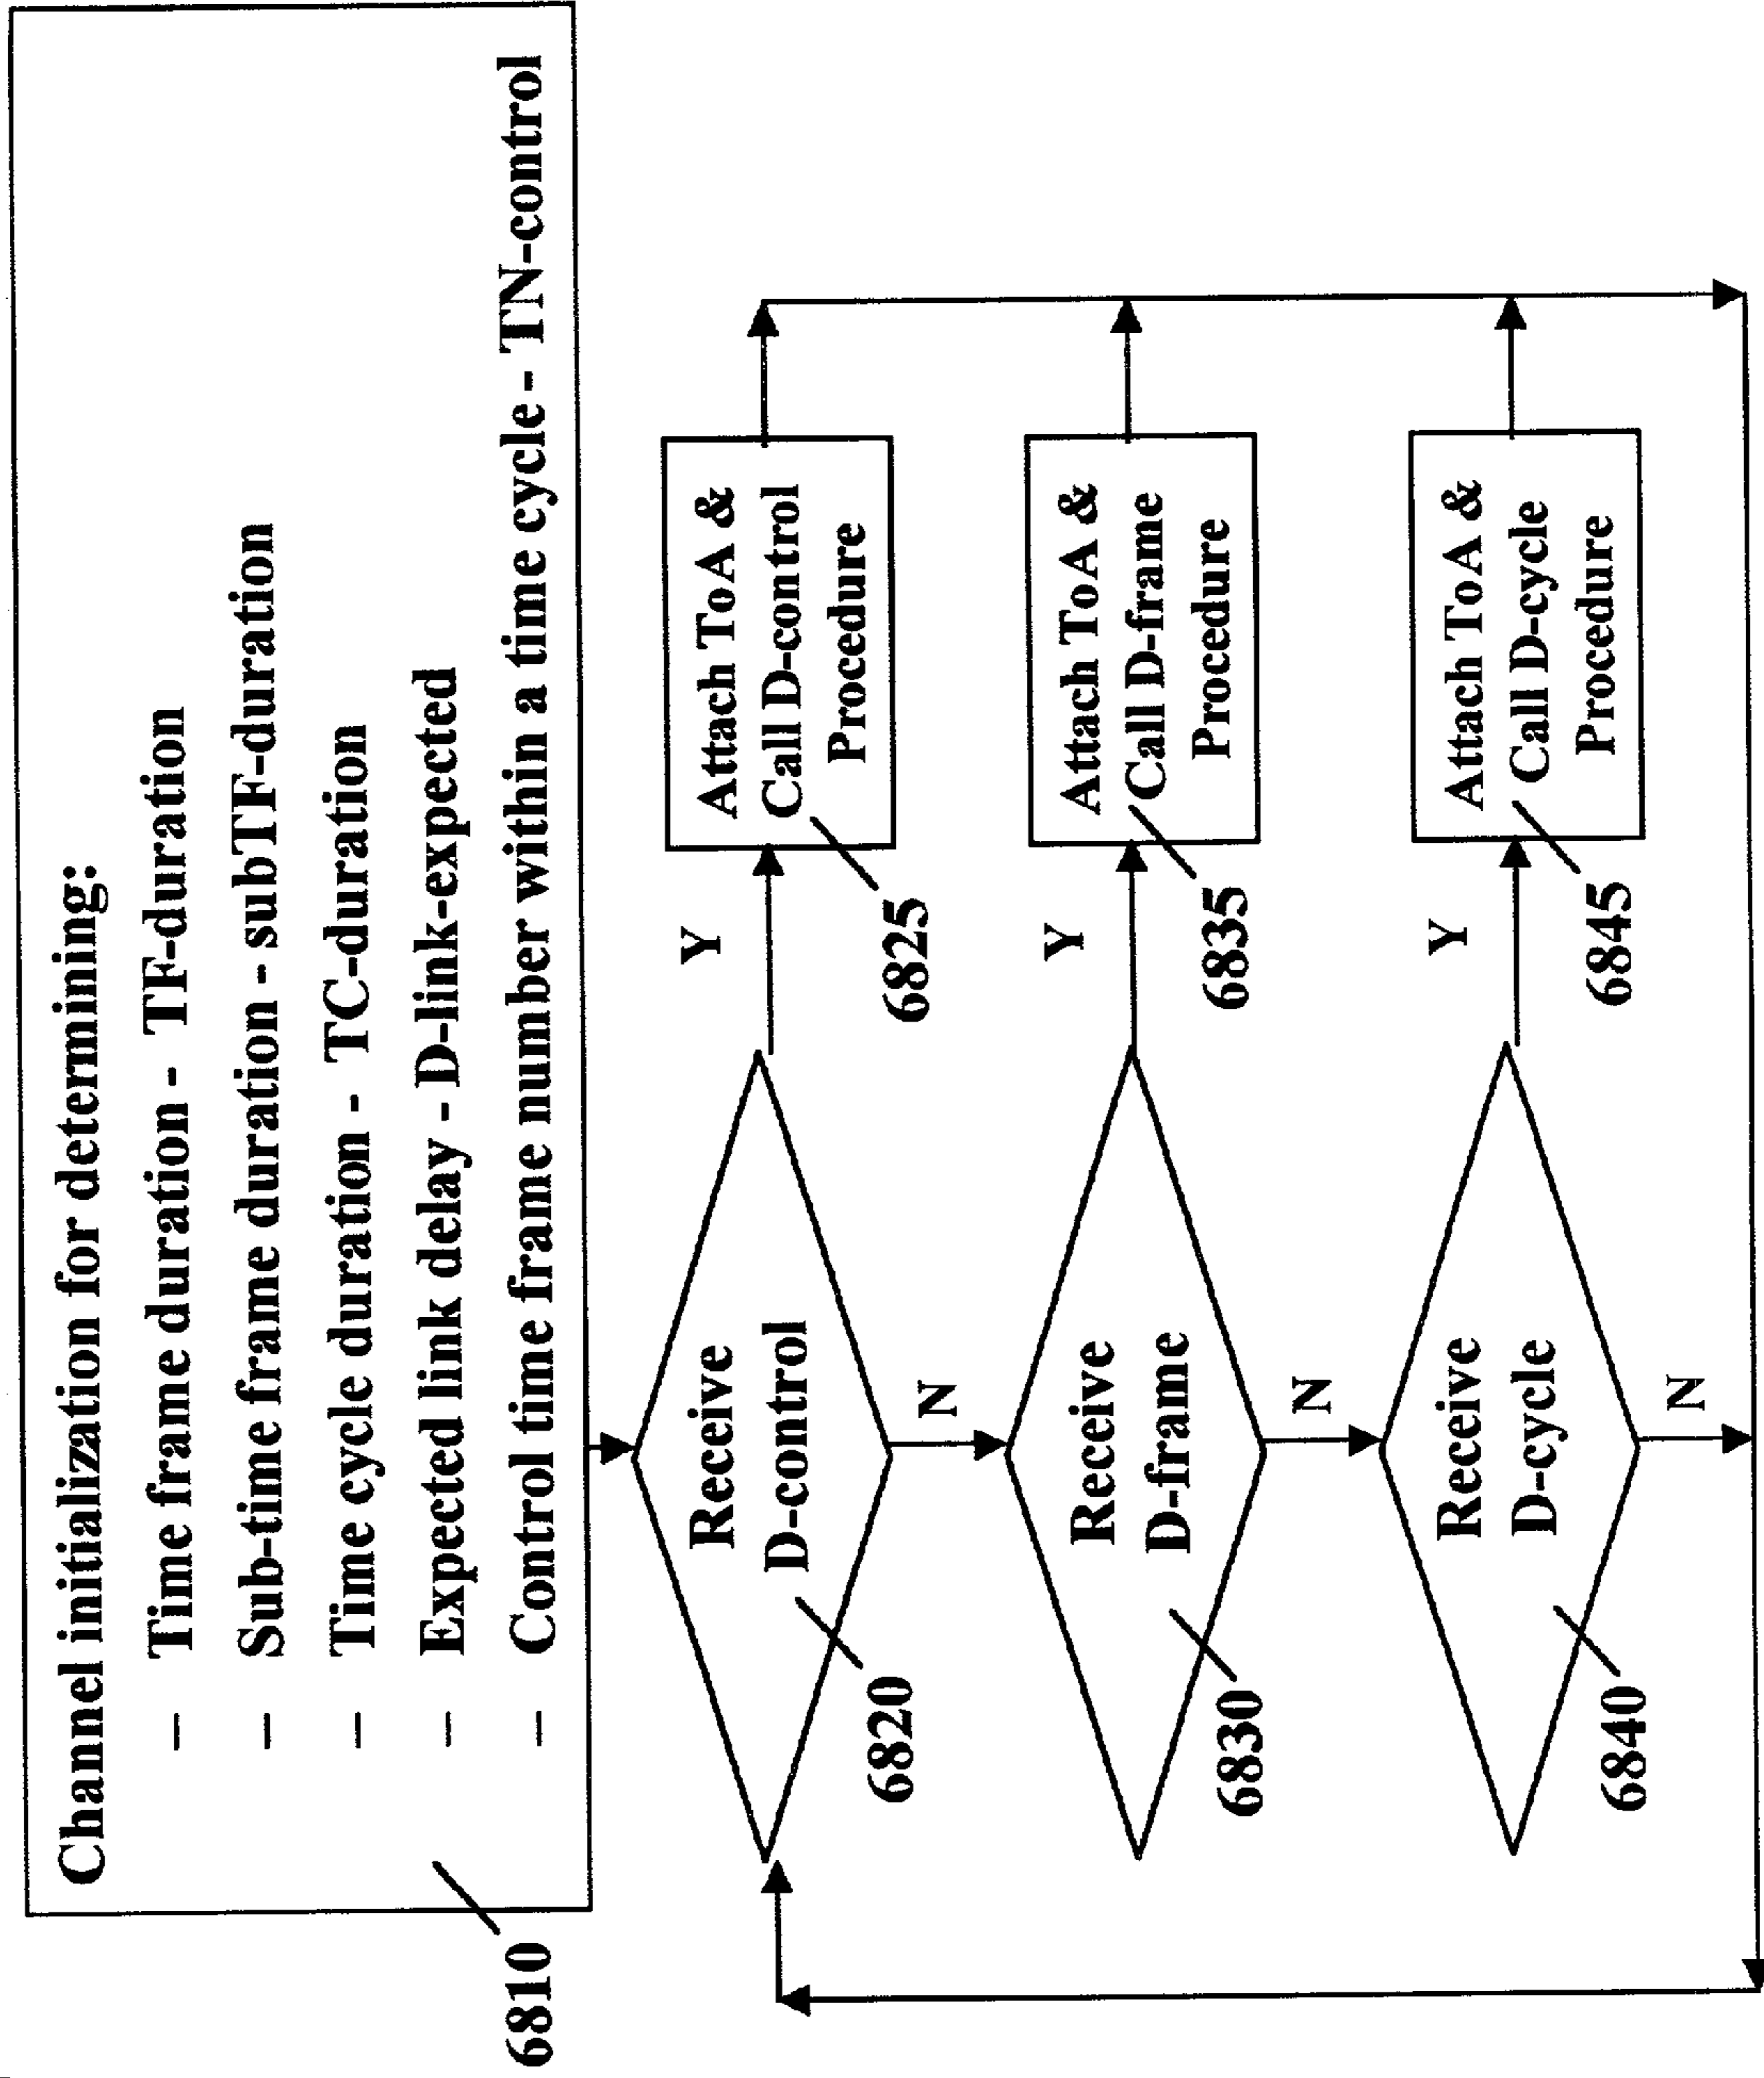 Channel initialization for determining:
– Time frame duration - TF-duration
– Sub-time frame duration - subTF-duration
– Time cycle duration - TC-duration
– Expected link delay - D-link-expected
– Control time frame number within a time cycle - TN-control
6810
Receive
D-control
6820
Y
Attach ToA &
Call D-control
Procedure
6825
N
Receive
D-frame
6830
Y
Attach ToA &
Call D-frame
Procedure
6835
N
Receive
D-cycle
6840
Y
Attach ToA &
Call D-cycle
Procedure
6845
N